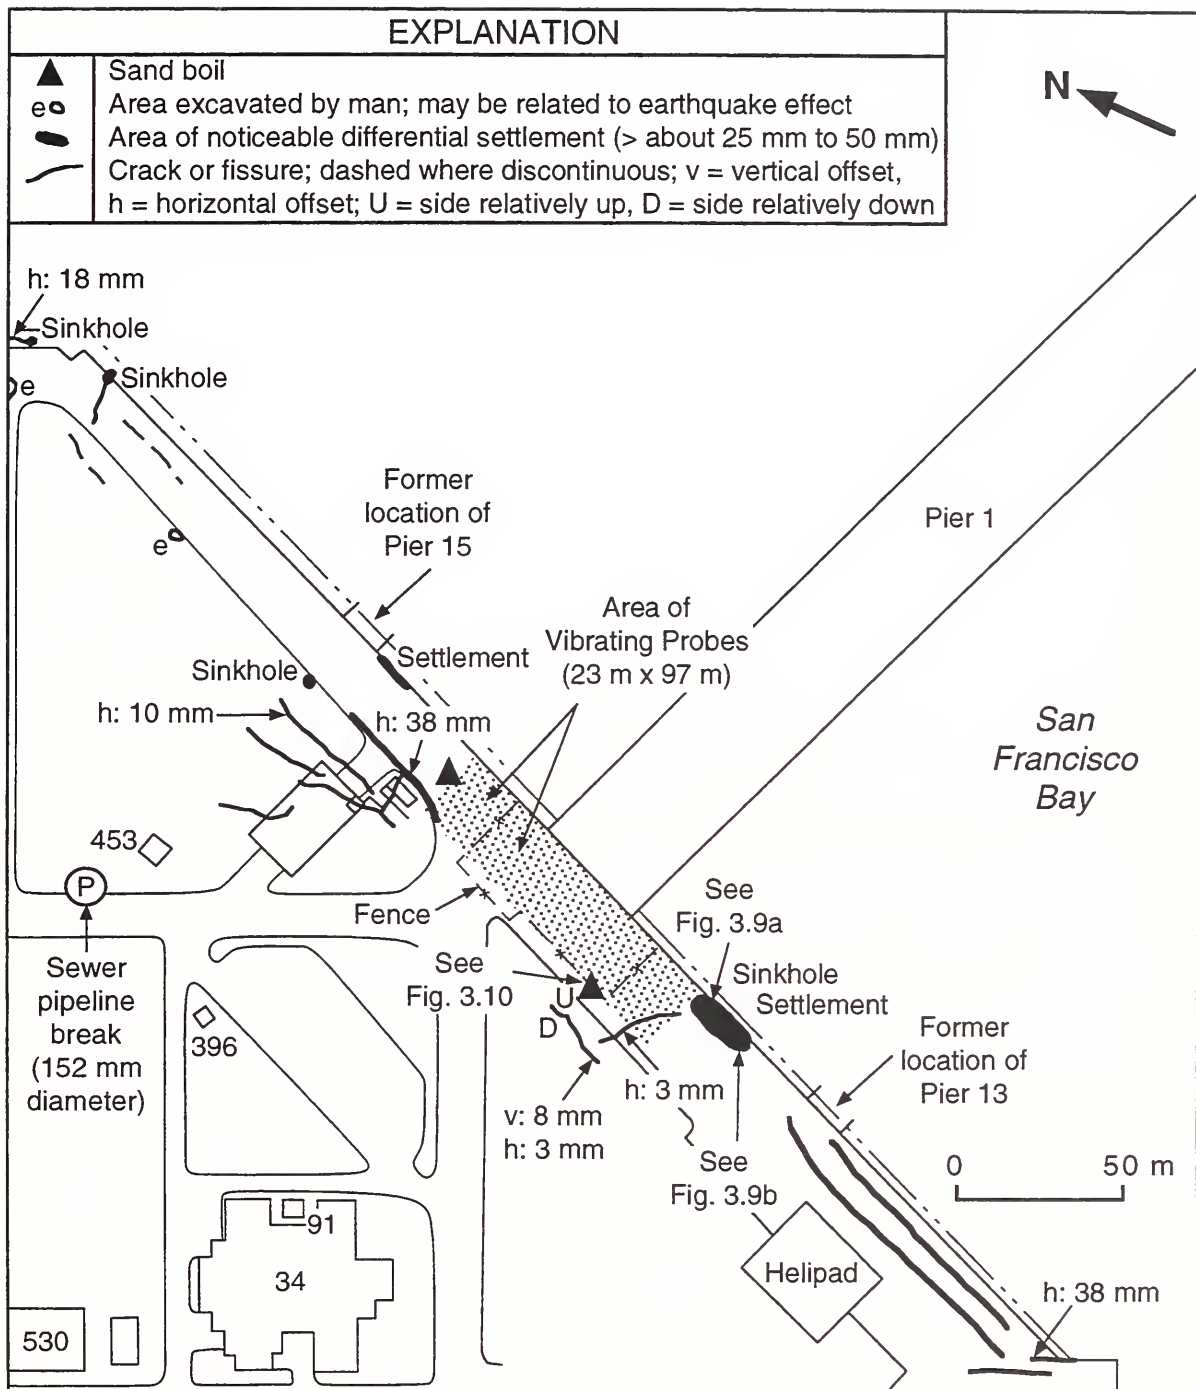 EXPLANATION
Sand boil
e Area excavated by man; may be related to earthquake effect
Area of noticeable differential settlement (> about 25 mm to 50 mm)
Crack or fissure; dashed where discontinuous; v = vertical offset,
h = horizontal offset; U = side relatively up, D = side relatively down
N
h: 18 mm
Sinkhole
Sinkhole
e
Former
location of
Pier 15
e
Pier 1
Area of
Vibrating Probes
(23 m x 97 m)
Settlement
Sinkhole
h: 10 mm
h: 38 mm
San
Francisco
Bay
453
P
Fence
See
Fig. 3.9a
Sewer
pipeline
break
(152 mm
diameter)
See
Fig. 3.10
Sinkhole
Settlement
U
D
396
Former
location of
Pier 13
h: 3 mm
v: 8 mm
h: 3 mm
See
Fig. 3.9b
0 50 m
91
34
Helipad
h: 38 mm
530